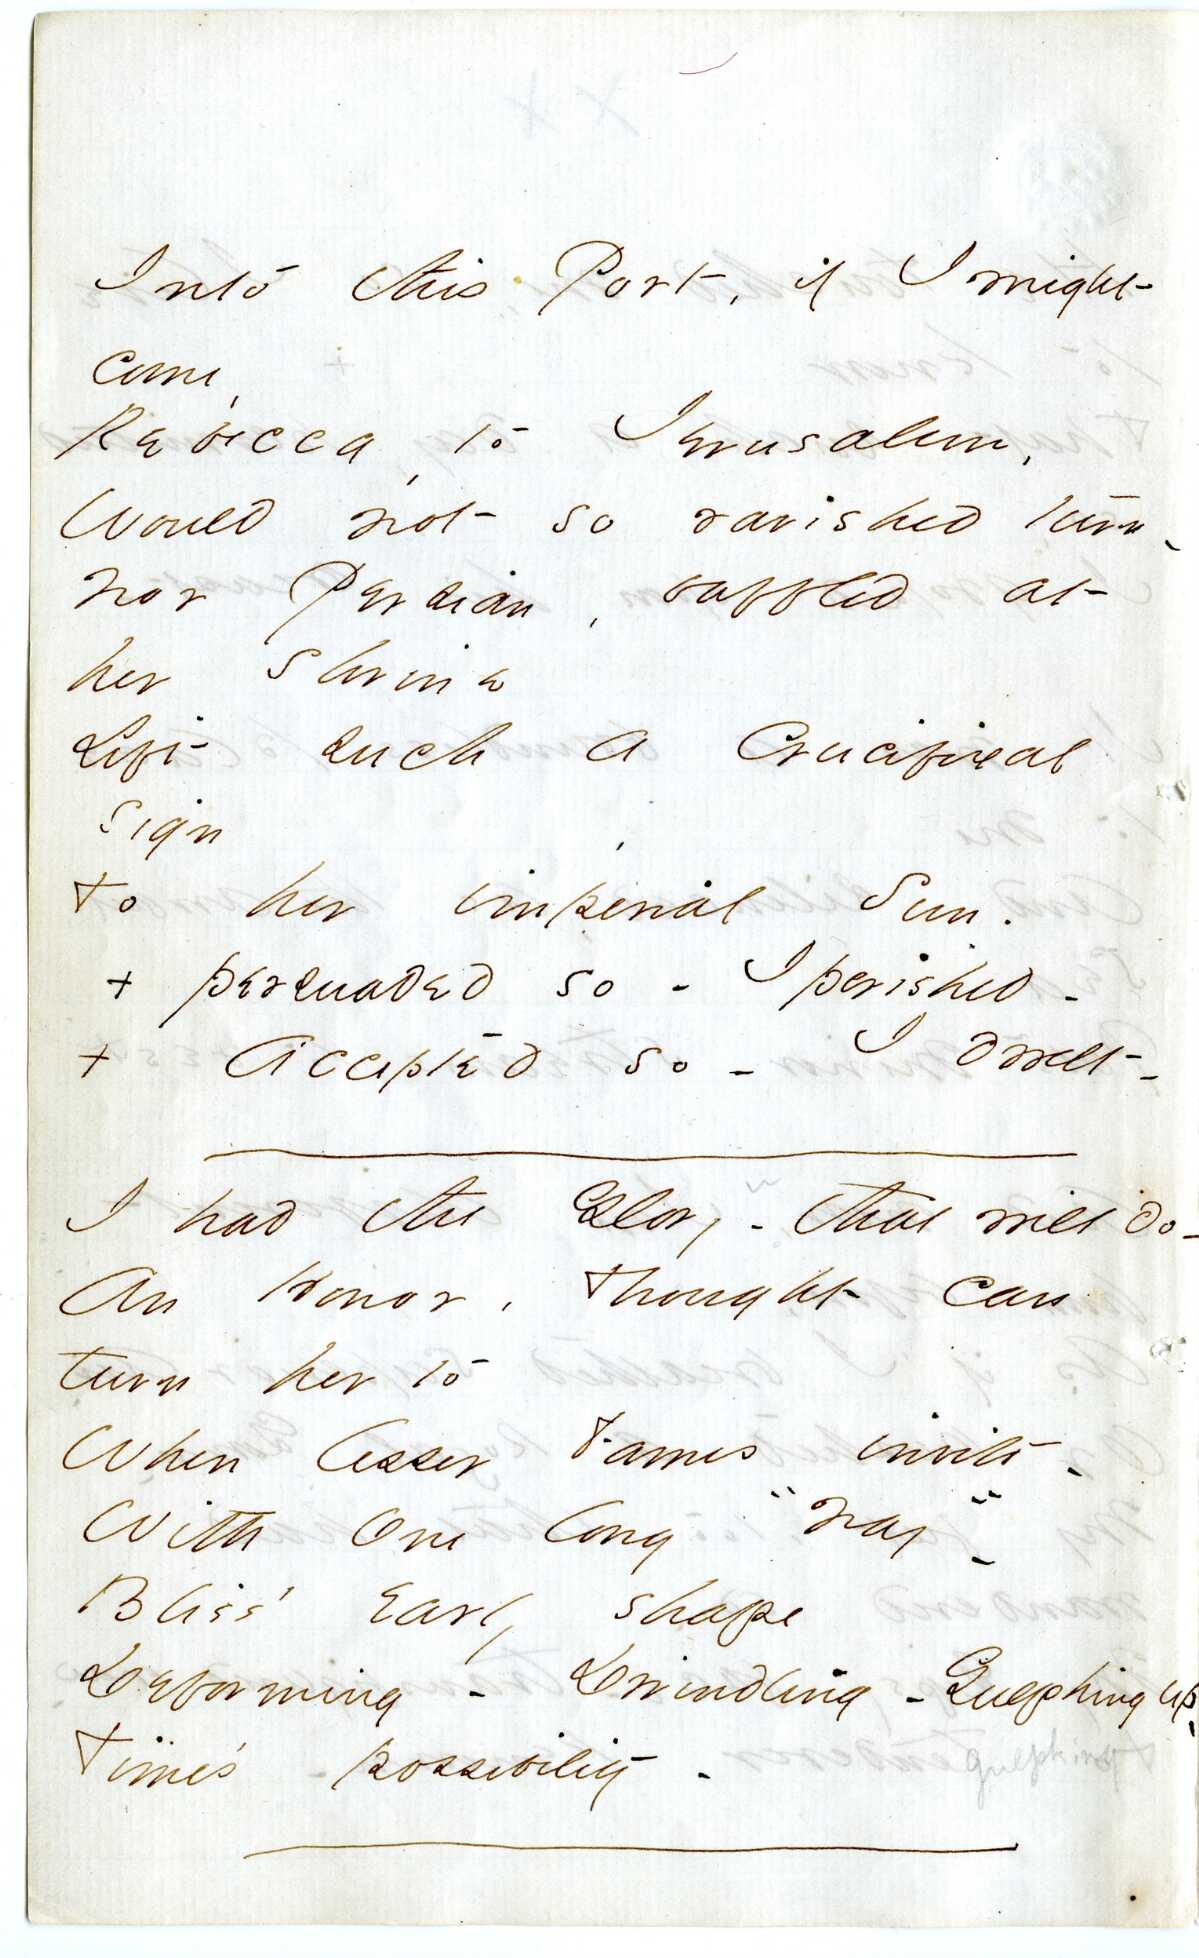 Into this Port, if I might
come,
Rebecca, to Jerusalem,
Would not so ravished turn -
nor Persian, baffled at
her shrine
Lift such a Crucifixal
sign
To her imperial Sun.
+ persuaded so - I perished -
+ Accepted so - I dwelt -
I had the Glory - that will do -
An Honor, Thought can
turn her to
When lesser Fames invite -
With One long "Nay" -
Bliss' Early shape
Deforming - Dwindling - Gulphing up
Time's possibility -
gulphing